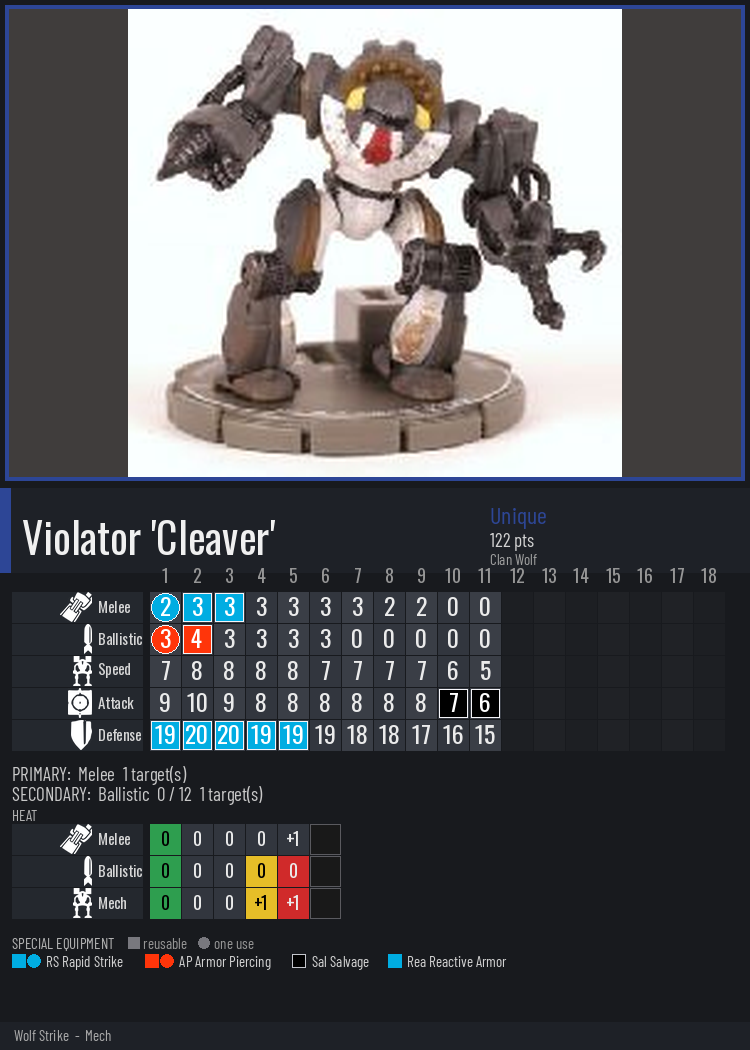 Violator 'Cleaver'
Unique
122 pts
Clan Wolf
1 2 3 4 5 6 7 8 9 10 11 12 13 14 15 16 17 18
Melee 2 3 3 3 3 3 3 2 2 0 0
Ballistic 3 4 3 3 3 3 0 0 0 0 0
Speed 7 8 8 8 8 7 7 7 7 6 5
Attack 9 10 9 8 8 8 8 8 8 7 6
Defense 19 20 20 19 19 19 18 18 17 16 15
PRIMARY: Melee 1 target(s)
SECONDARY: Ballistic 0 / 12 1 target(s)
HEAT
Melee 0 0 0 0 +1
Ballistic 0 0 0 0 0
Mech 0 0 0 +1 +1
SPECIAL EQUIPMENT reusable one use
RS Rapid Strike AP Armor Piercing Sal Salvage Rea Reactive Armor
Wolf Strike - Mech